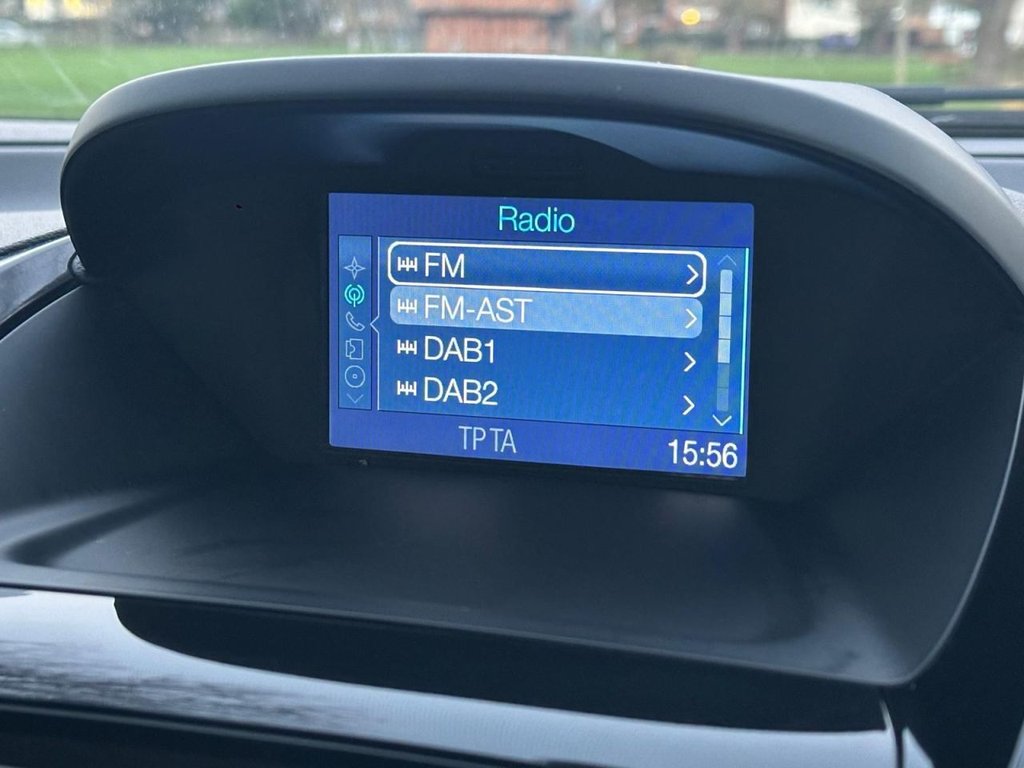 Radio
FM
FM-AST
DAB1
DAB2
TP TA
15:56